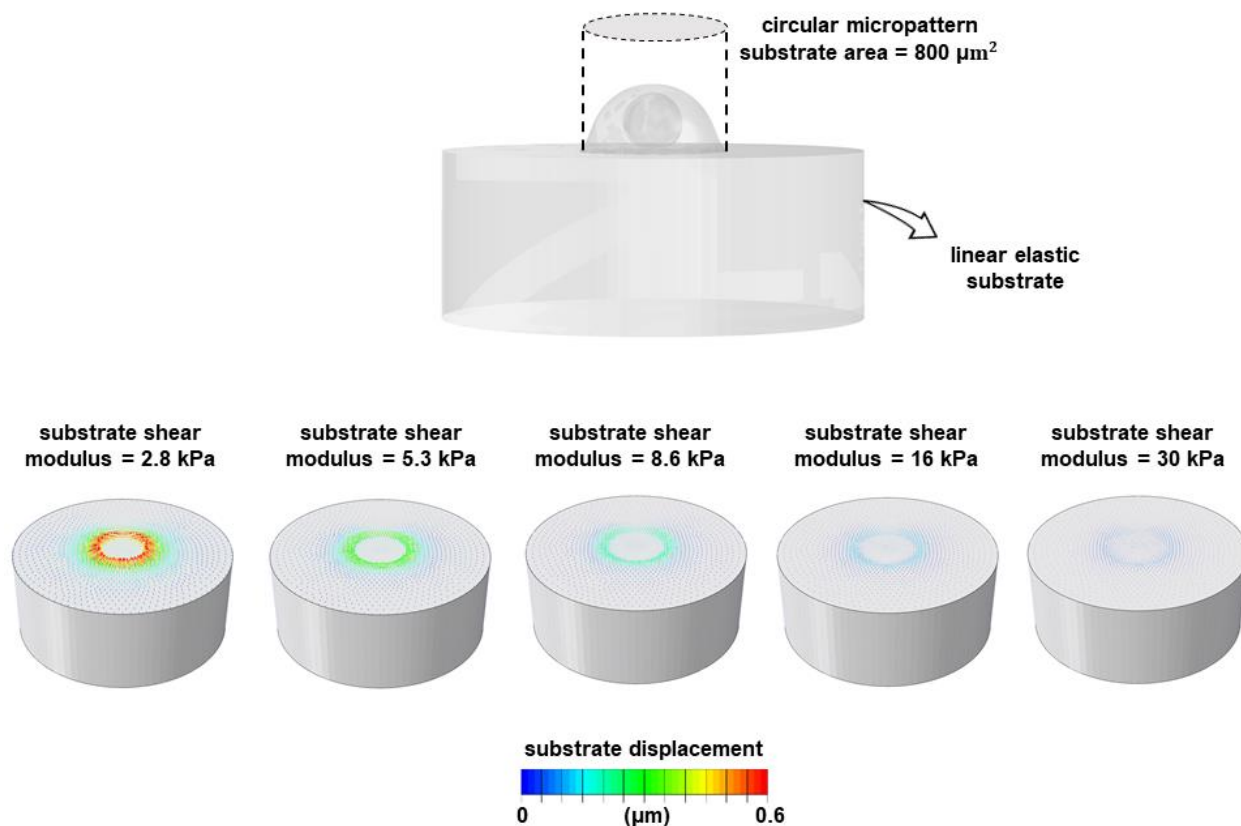 circular micropattern
substrate area = 800 μm²
linear elastic
substrate
substrate shear
modulus = 2.8 kPa
substrate shear
modulus = 5.3 kPa
substrate shear
modulus = 8.6 kPa
substrate shear
modulus = 16 kPa
substrate shear
modulus = 30 kPa
substrate displacement
0 (μm) 0.6